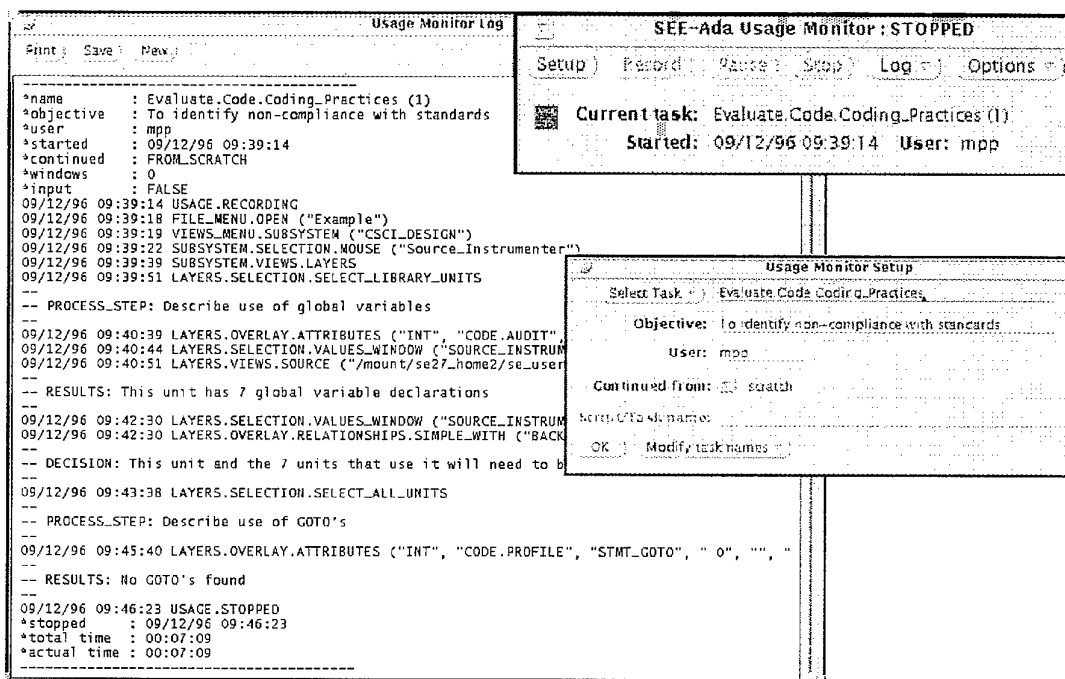 Usage Monitor Log
Print Save New
----------------------------------------
*name : Evaluate.Code.Coding_Practices (1)
*objective : To identify non-compliance with standards
*user : mpp
*started : 09/12/96 09:39:14
*continued : FROM_SCRATCH
*windows : 0
*input : FALSE
09/12/96 09:39:14 USAGE.RECORDING
09/12/96 09:39:18 FILE_MENU.OPEN ("Example")
09/12/96 09:39:19 VIEWS_MENU.SUBSYSTEM ("CSCI_DESIGN")
09/12/96 09:39:22 SUBSYSTEM.SELECTION.MOUSE ("Source_Instrumenter")
09/12/96 09:39:39 SUBSYSTEM.VIEWS.LAYERS
09/12/96 09:39:51 LAYERS.SELECTION.SELECT_LIBRARY_UNITS
--
-- PROCESS_STEP: Describe use of global variables
--
09/12/96 09:40:39 LAYERS.OVERLAY.ATTRIBUTES ("INT", "CODE.AUDIT",
09/12/96 09:40:44 LAYERS.SELECTION.VALUES_WINDOW ("SOURCE_INSTRUM
09/12/96 09:40:51 LAYERS.VIEWS.SOURCE ("/mount/se27_home2/se_user
--
-- RESULTS: This unit has 7 global variable declarations
--
09/12/96 09:42:30 LAYERS.SELECTION.VALUES_WINDOW ("SOURCE_INSTRUM
09/12/96 09:42:30 LAYERS.OVERLAY.RELATIONSHIPS.SIMPLE_WITH ("BACK
--
-- DECISION: This unit and the 7 units that use it will need to b
--
09/12/96 09:43:38 LAYERS.SELECTION.SELECT_ALL_UNITS
--
-- PROCESS_STEP: Describe use of GOTO's
--
09/12/96 09:45:40 LAYERS.OVERLAY.ATTRIBUTES ("INT", "CODE.PROFILE", "STMT_GOTO", " 0", "", "
--
-- RESULTS: No GOTO's found
--
09/12/96 09:46:23 USAGE.STOPPED
*stopped : 09/12/96 09:46:23
*total time : 00:07:09
*actual time : 00:07:09
----------------------------------------
SEE-Ada Usage Monitor : STOPPED
Setup Record Pause Stop Log Options
Current task: Evaluate.Code.Coding_Practices (1)
Started: 09/12/96 09:39:14 User: mpp
Usage Monitor Setup
Select Task Evaluate.Code.Coding_Practices
Objective: To identify non-compliance with standards
User: mpp
Continued from: scratch
OK Modify task names